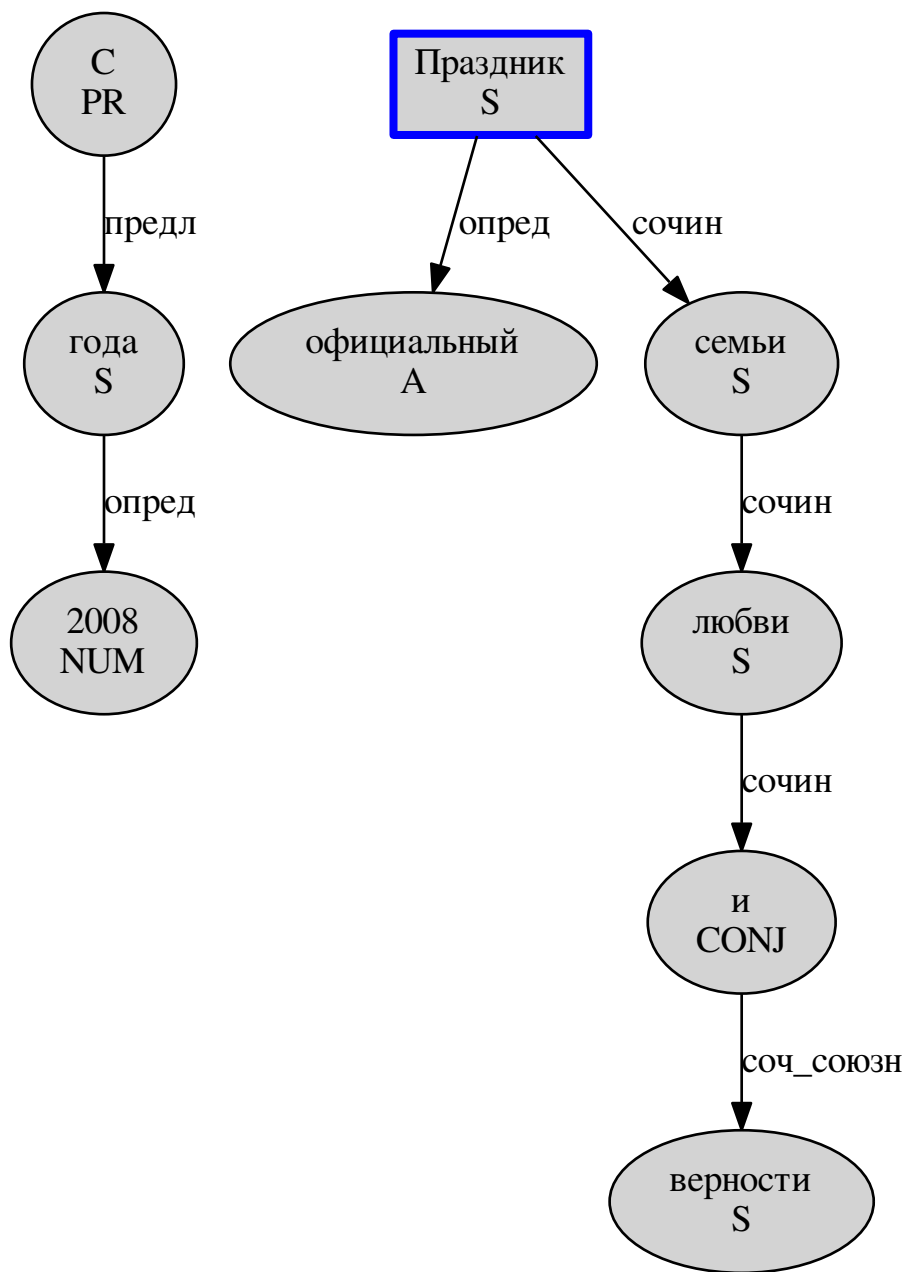 С
PR
Праздник
S
предл
опред
сочин
года
S
официальный
A
семьи
S
опред
сочин
2008
NUM
любви
S
сочин
и
CONJ
соч_союзн
верности
S